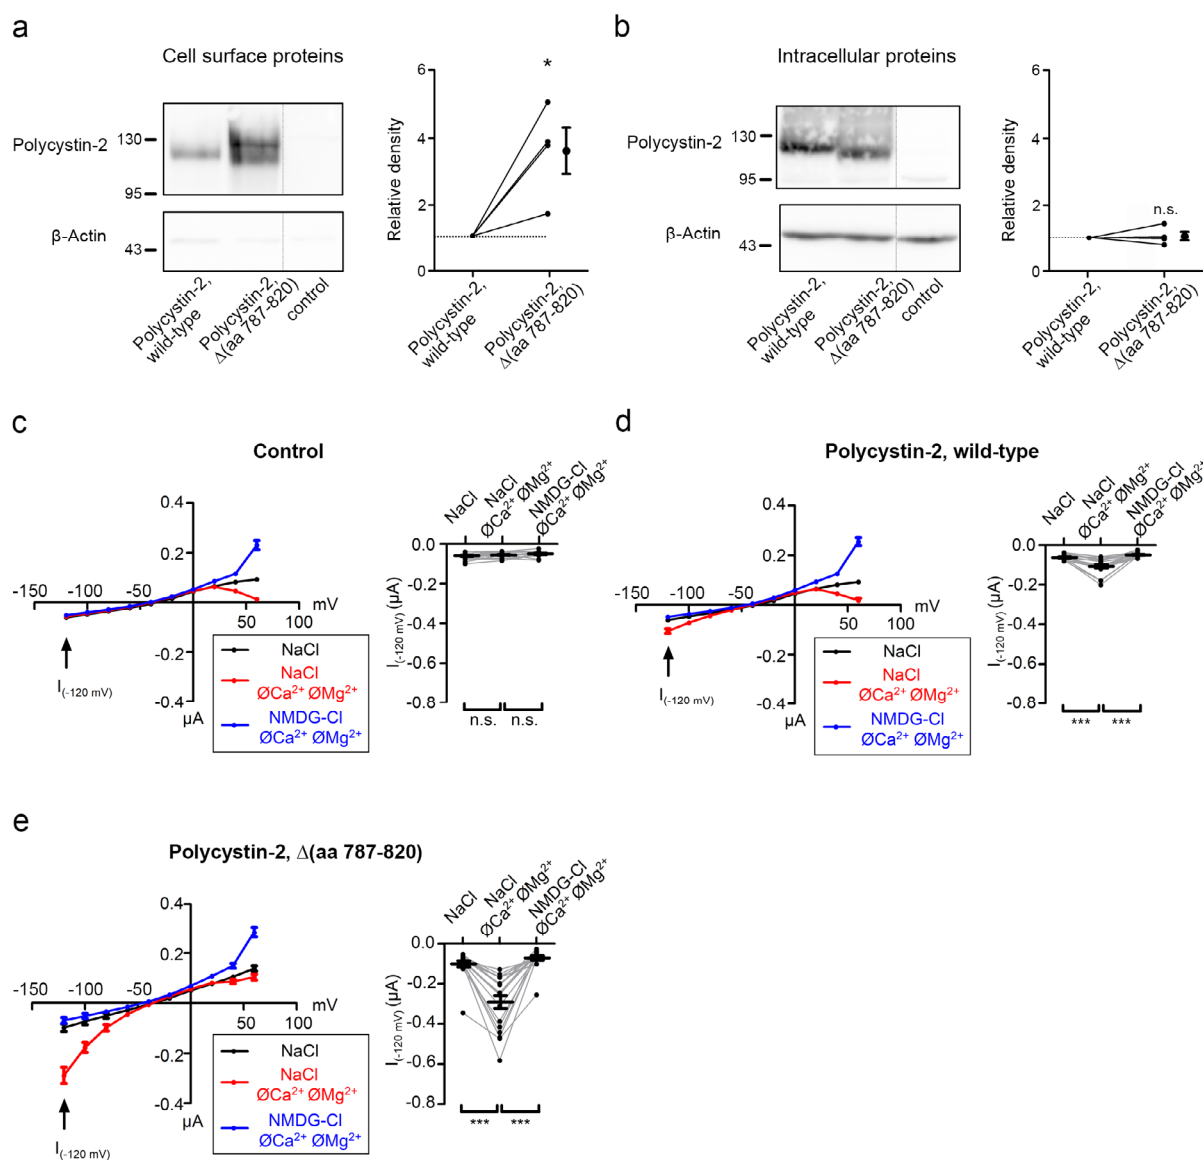 a
Cell surface proteins
Polycystin-2
130
95
β-Actin
43
Polycystin-2,
wild-type
Polycystin-2,
Δ(aa 787-820)
control
Relative density
6
4
2
0
*
Polycystin-2,
wild-type
Polycystin-2,
Δ(aa 787-820)
b
Intracellular proteins
Polycystin-2
130
95
β-Actin
43
Polycystin-2,
wild-type
Polycystin-2,
Δ(aa 787-820)
control
Relative density
6
4
2
0
n.s.
Polycystin-2,
wild-type
Polycystin-2,
Δ(aa 787-820)
c
Control
0.4
0.2
-150 -100 -50 50 100
mV
-0.2
-0.4
µA
I(-120 mV)
NaCl
NaCl
ØCa²⁺ ØMg²⁺
NMDG-Cl
ØCa²⁺ ØMg²⁺
NaCl
NaCl
ØCa²⁺ ØMg²⁺
NMDG-Cl
ØCa²⁺ ØMg²⁺
I(-120 mV) (µA)
0.0
-0.2
-0.4
-0.6
-0.8
n.s. n.s.
d
Polycystin-2, wild-type
0.4
0.2
-150 -100 -50 50 100
mV
-0.2
-0.4
µA
I(-120 mV)
NaCl
NaCl
ØCa²⁺ ØMg²⁺
NMDG-Cl
ØCa²⁺ ØMg²⁺
NaCl
NaCl
ØCa²⁺ ØMg²⁺
NMDG-Cl
ØCa²⁺ ØMg²⁺
I(-120 mV) (µA)
0.0
-0.2
-0.4
-0.6
-0.8
*** ***
e
Polycystin-2, Δ(aa 787-820)
0.4
0.2
-150 -100 -50 50 100
mV
-0.2
-0.4
µA
I(-120 mV)
NaCl
NaCl
ØCa²⁺ ØMg²⁺
NMDG-Cl
ØCa²⁺ ØMg²⁺
NaCl
NaCl
ØCa²⁺ ØMg²⁺
NMDG-Cl
ØCa²⁺ ØMg²⁺
I(-120 mV) (µA)
0.0
-0.2
-0.4
-0.6
-0.8
*** ***